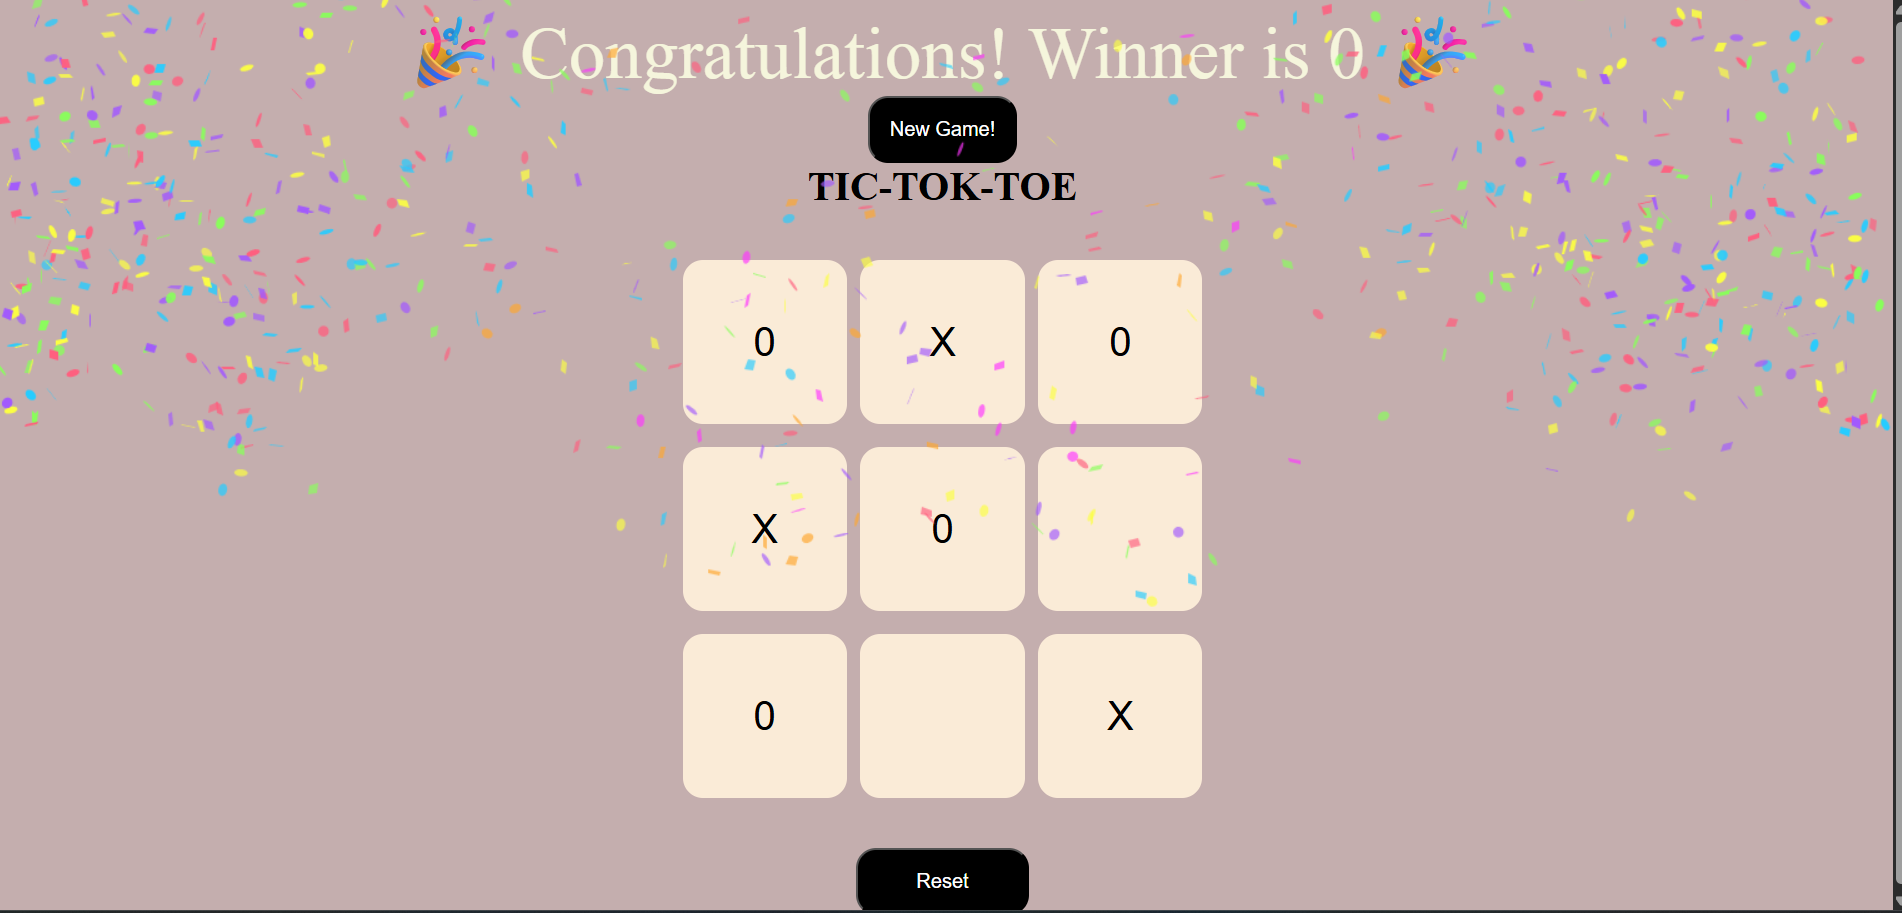 🎉 Congratulations! Winner is 0 🎉
New Game!
TIC-TOK-TOE
0 X 0
X 0
0 X
Reset